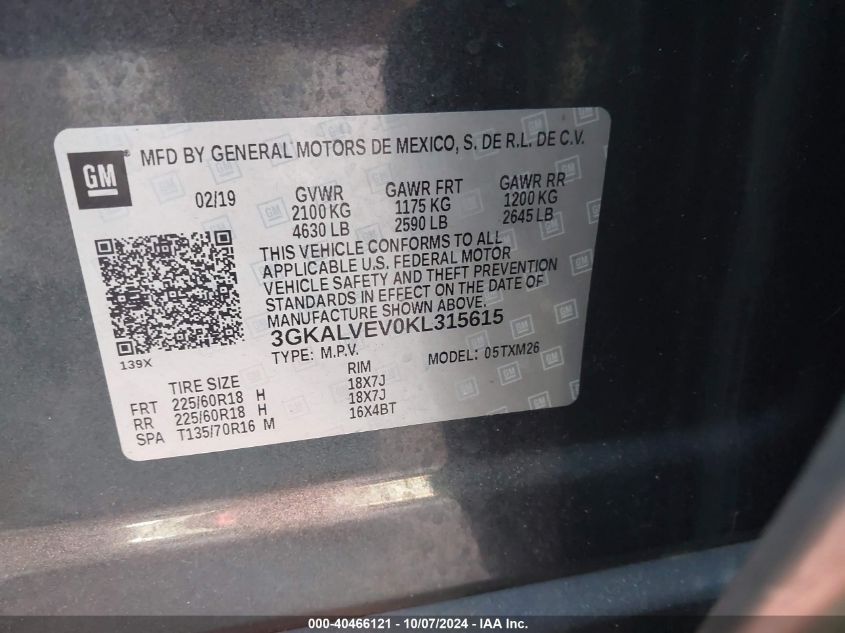 GM
MFD BY GENERAL MOTORS DE MEXICO, S. DE R.L. DE C.V.
02/19 GVWR GAWR FRT GAWR RR
2100 KG 1175 KG 1200 KG
4630 LB 2590 LB 2645 LB
THIS VEHICLE CONFORMS TO ALL
APPLICABLE U.S. FEDERAL MOTOR
VEHICLE SAFETY AND THEFT PREVENTION
STANDARDS IN EFFECT ON THE DATE OF
MANUFACTURE SHOWN ABOVE.
3GKALVEV0KL315615
139X TYPE: M.P.V. MODEL: 05TXM26
TIRE SIZE RIM
FRT 225/60R18 H 18X7J
RR 225/60R18 H 18X7J
SPA T135/70R16 M 16X4BT
000-40466121 - 10/07/2024 - IAA Inc.